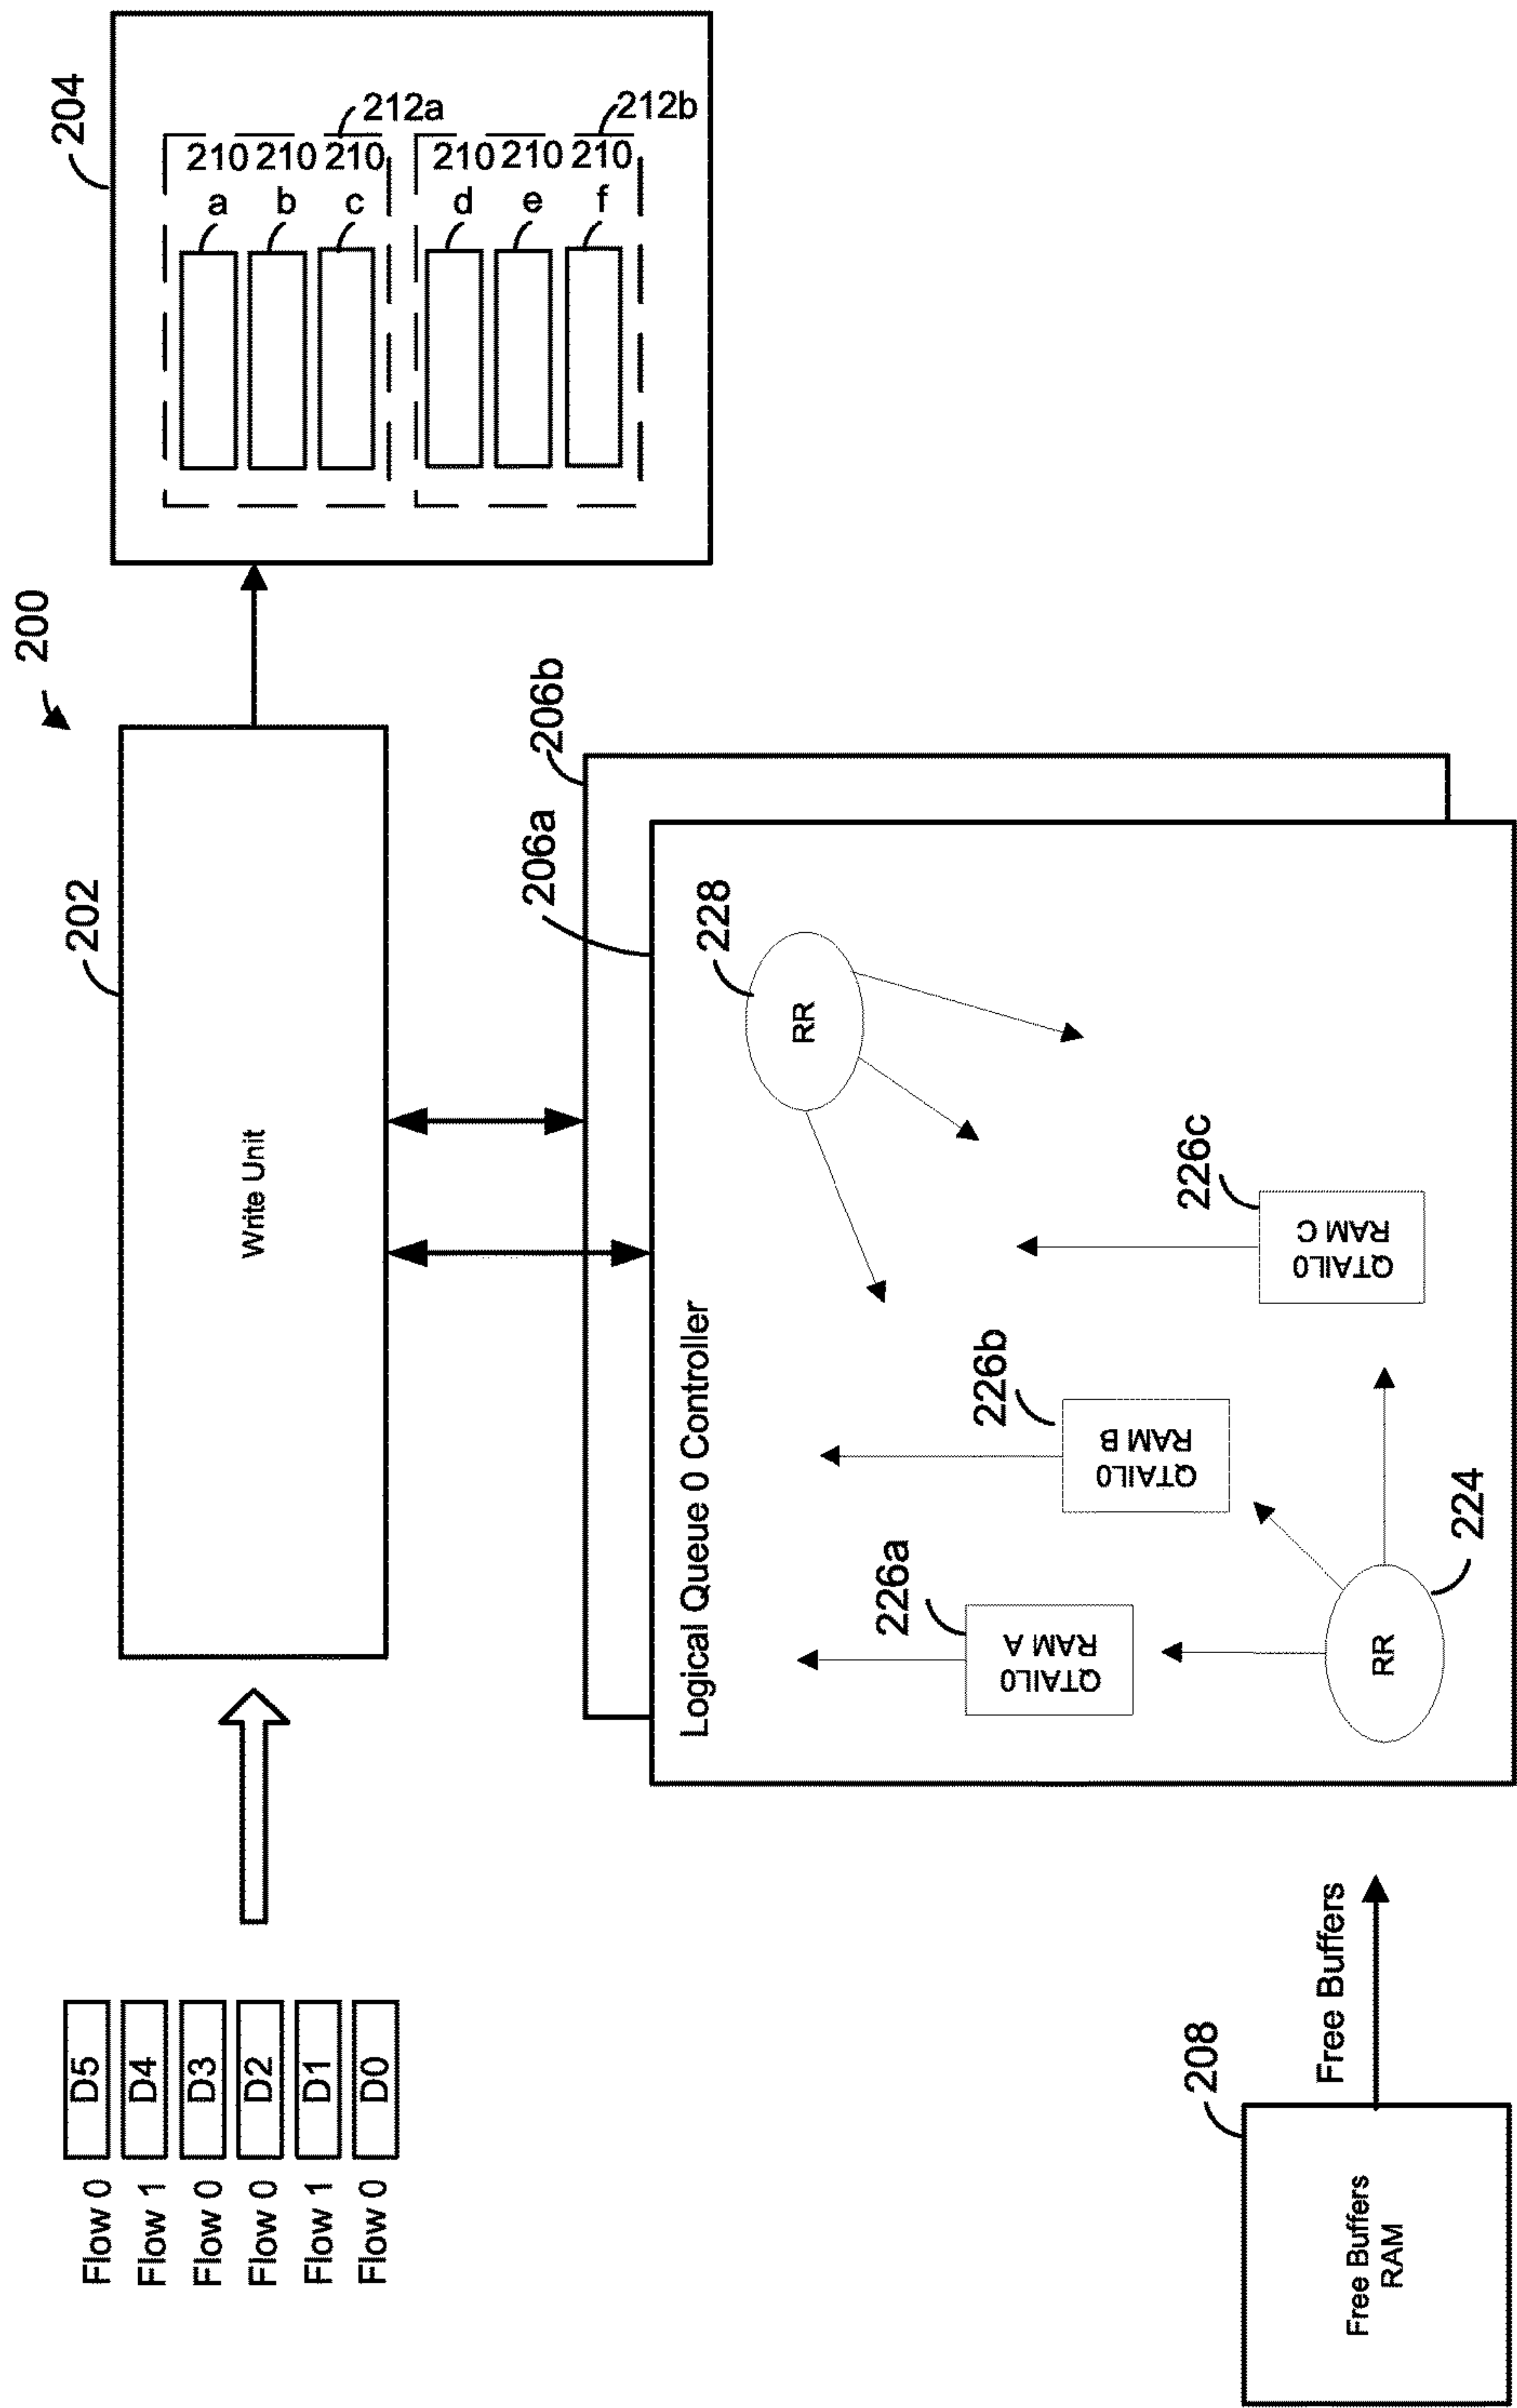 200
Flow 0 D5
Flow 1 D4
Flow 0 D3
Flow 0 D2
Flow 1 D1
Flow 0 D0
202
Write Unit
204
210 a
210 b
210 c
212a
210 d
210 e
210 f
212b
206a
206b
Logical Queue 0 Controller
228
RR
226a
QTAIL0
RAM A
226b
QTAIL0
RAM B
226c
QTAIL0
RAM C
RR
224
208
Free Buffers
RAM
Free Buffers